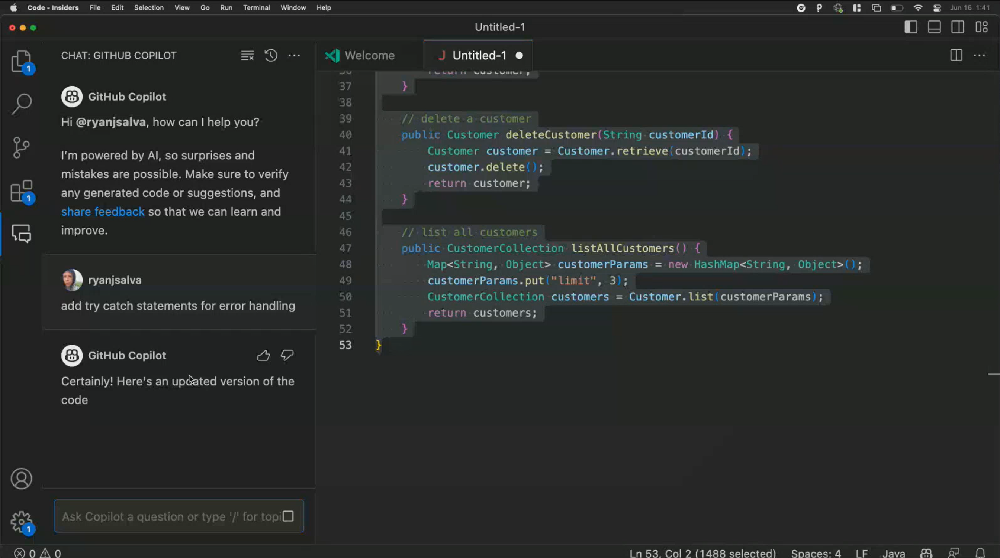 Code - Insiders File Edit Selection View Go Run Terminal Window Help Jun 16 1:41
Untitled-1
CHAT: GITHUB COPILOT
GitHub Copilot
Hi @ryanjsalva, how can I help you?
I'm powered by AI, so surprises and
mistakes are possible. Make sure to verify
any generated code or suggestions, and
share feedback so that we can learn and
improve.
ryanjsalva
add try catch statements for error handling
GitHub Copilot
Certainly! Here's an updated version of the
code
Ask Copilot a question or type '/' for topi
1
1
1
Welcome
J Untitled-1
36 return customer;
37 }
38
39 // delete a customer
40 public Customer deleteCustomer(String customerId) {
41 Customer customer = Customer.retrieve(customerId);
42 customer.delete();
43 return customer;
44 }
45
46 // list all customers
47 public CustomerCollection listAllCustomers() {
48 Map<String, Object> customerParams = new HashMap<String, Object>();
49 customerParams.put("limit", 3);
50 CustomerCollection customers = Customer.list(customerParams);
51 return customers;
52 }
53 }
0 0
Ln 53, Col 2 (1488 selected) Spaces: 4 LF Java